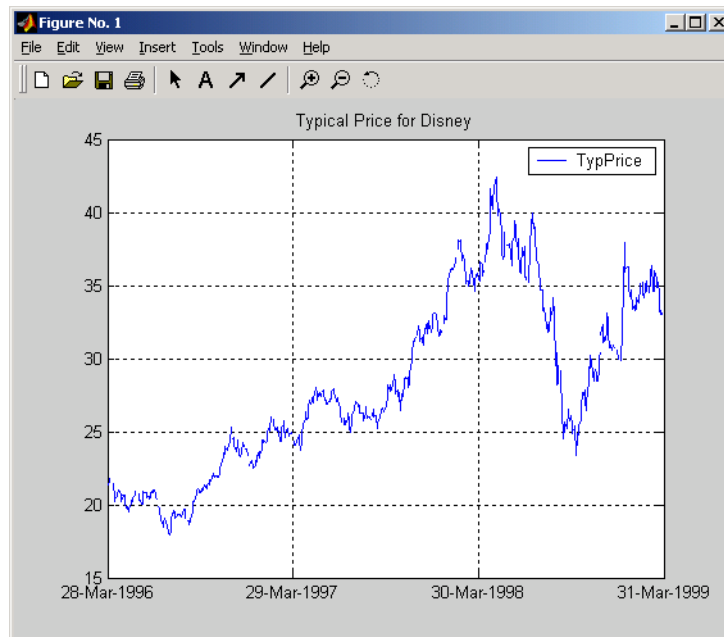 Figure No. 1
File Edit View Insert Tools Window Help
A
Typical Price for Disney
TypPrice
45
40
35
30
25
20
15
28-Mar-1996 29-Mar-1997 30-Mar-1998 31-Mar-1999